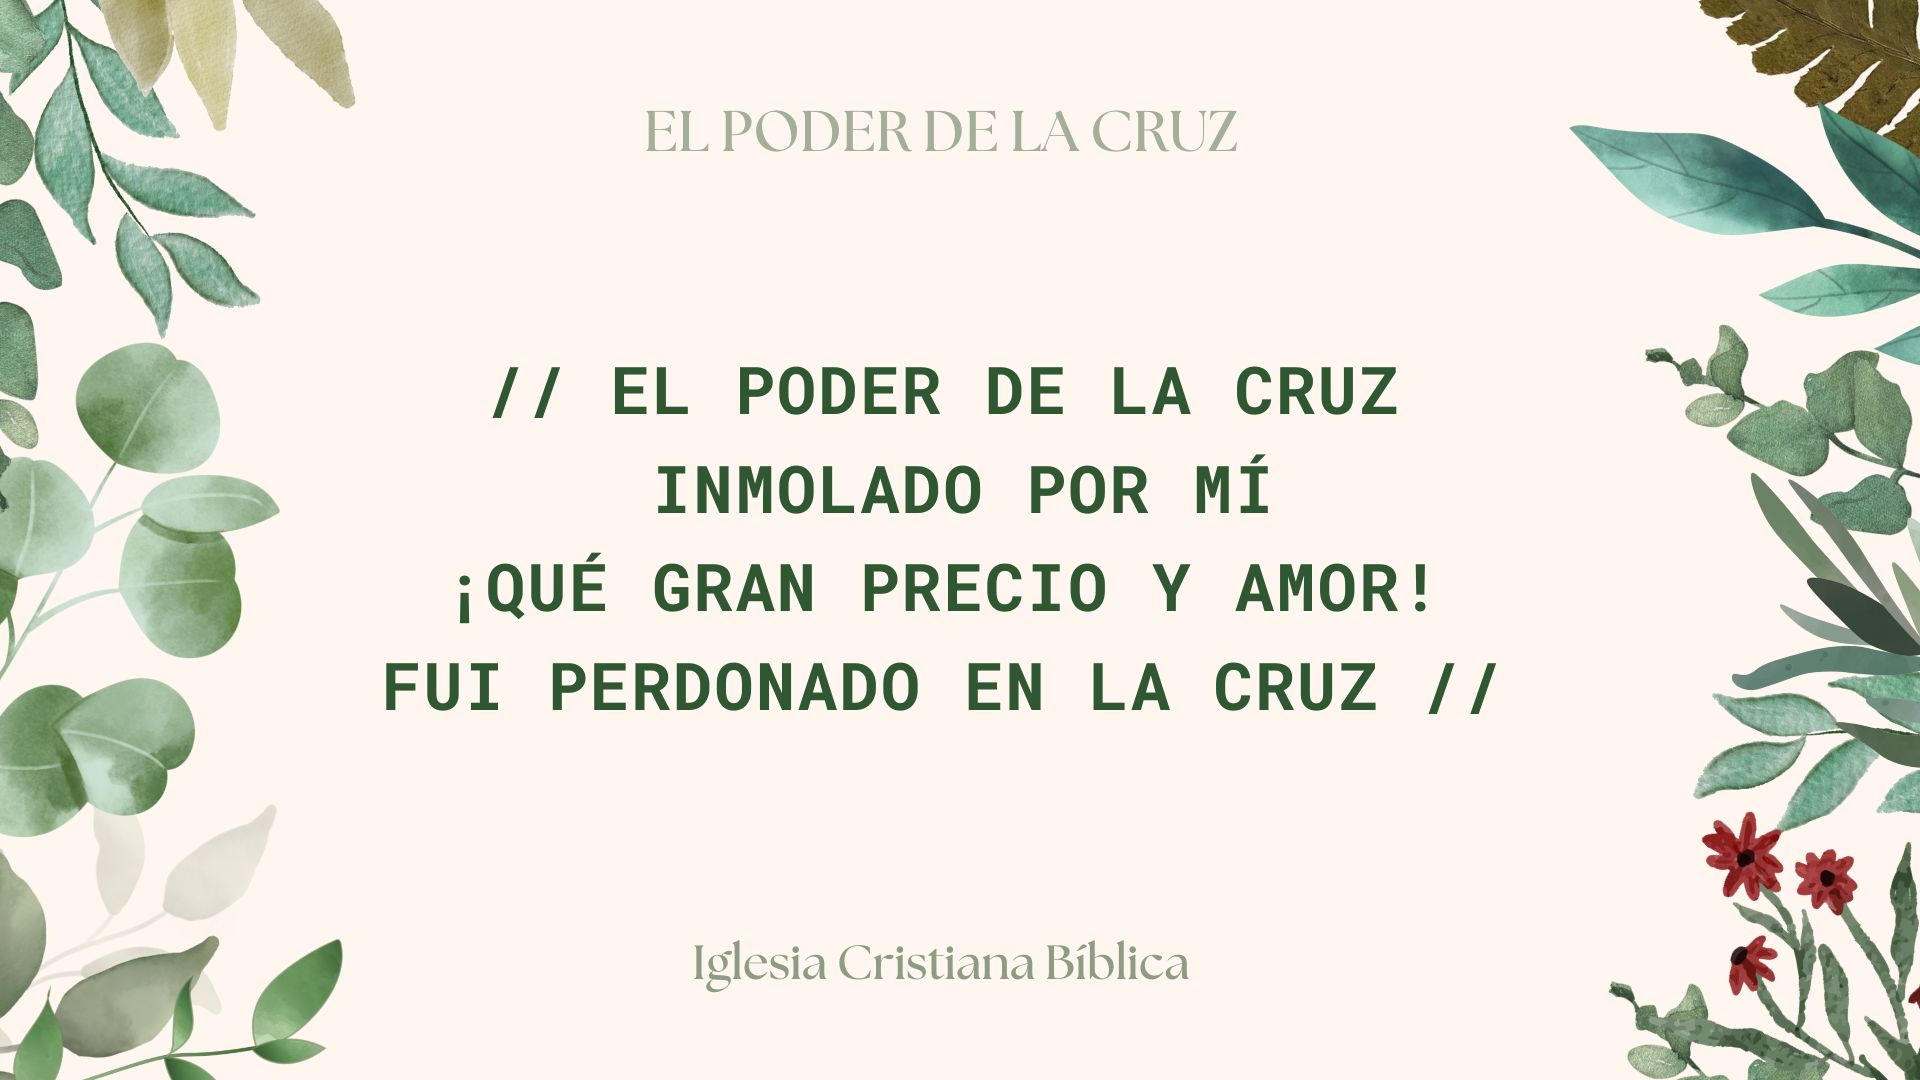 EL PODER DE LA CRUZ
// EL PODER DE LA CRUZ
INMOLADO POR MÍ
¡QUÉ GRAN PRECIO Y AMOR!
FUI PERDONADO EN LA CRUZ //
Iglesia Cristiana Bíblica